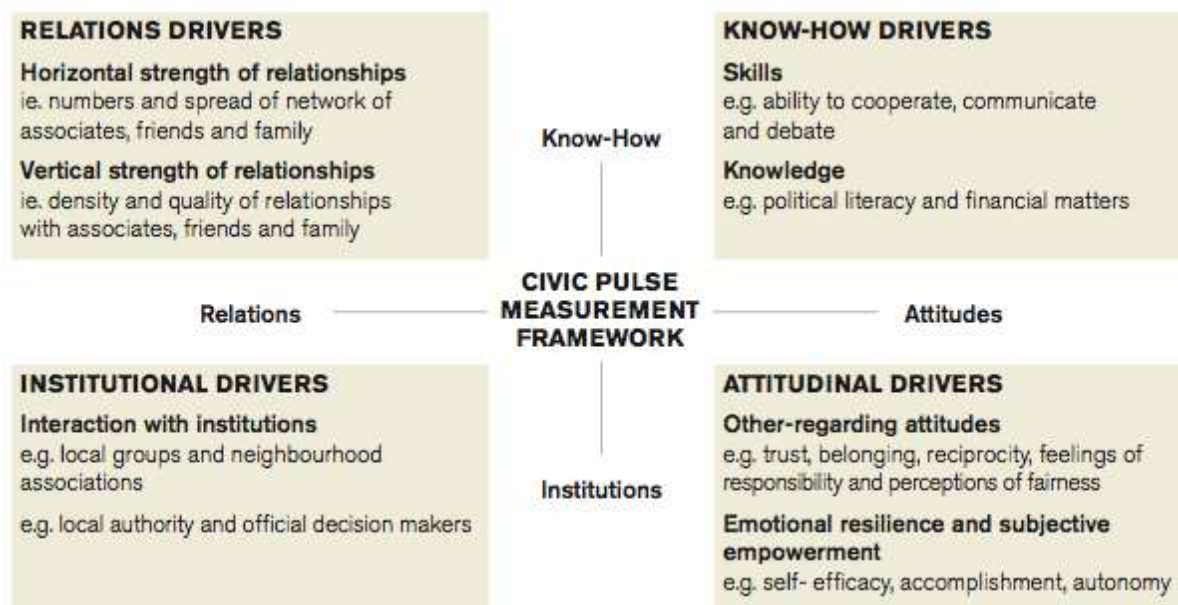 RELATIONS DRIVERS
Horizontal strength of relationships
ie. numbers and spread of network of
associates, friends and family
Vertical strength of relationships
ie. density and quality of relationships
with associates, friends and family
KNOW-HOW DRIVERS
Skills
e.g. ability to cooperate, communicate
and debate
Knowledge
e.g. political literacy and financial matters
Know-How
Relations
CIVIC PULSE
MEASUREMENT
FRAMEWORK
Attitudes
Institutions
INSTITUTIONAL DRIVERS
Interaction with institutions
e.g. local groups and neighbourhood
associations
e.g. local authority and official decision makers
ATTITUDINAL DRIVERS
Other-regarding attitudes
e.g. trust, belonging, reciprocity, feelings of
responsibility and perceptions of fairness
Emotional resilience and subjective
empowerment
e.g. self- efficacy, accomplishment, autonomy